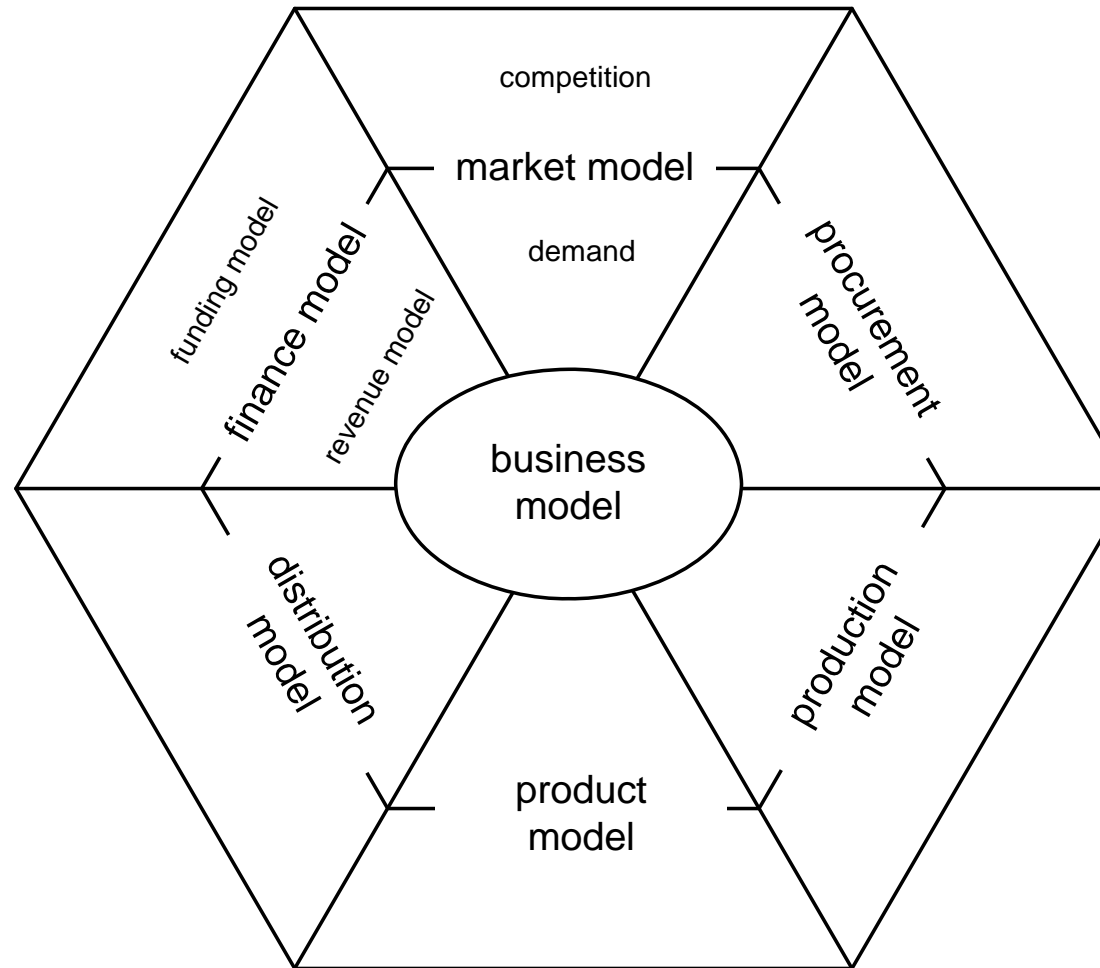 competition
market model
demand
funding model
finance model
revenue model
procurement
model
business
model
distribution
model
production
model
product
model